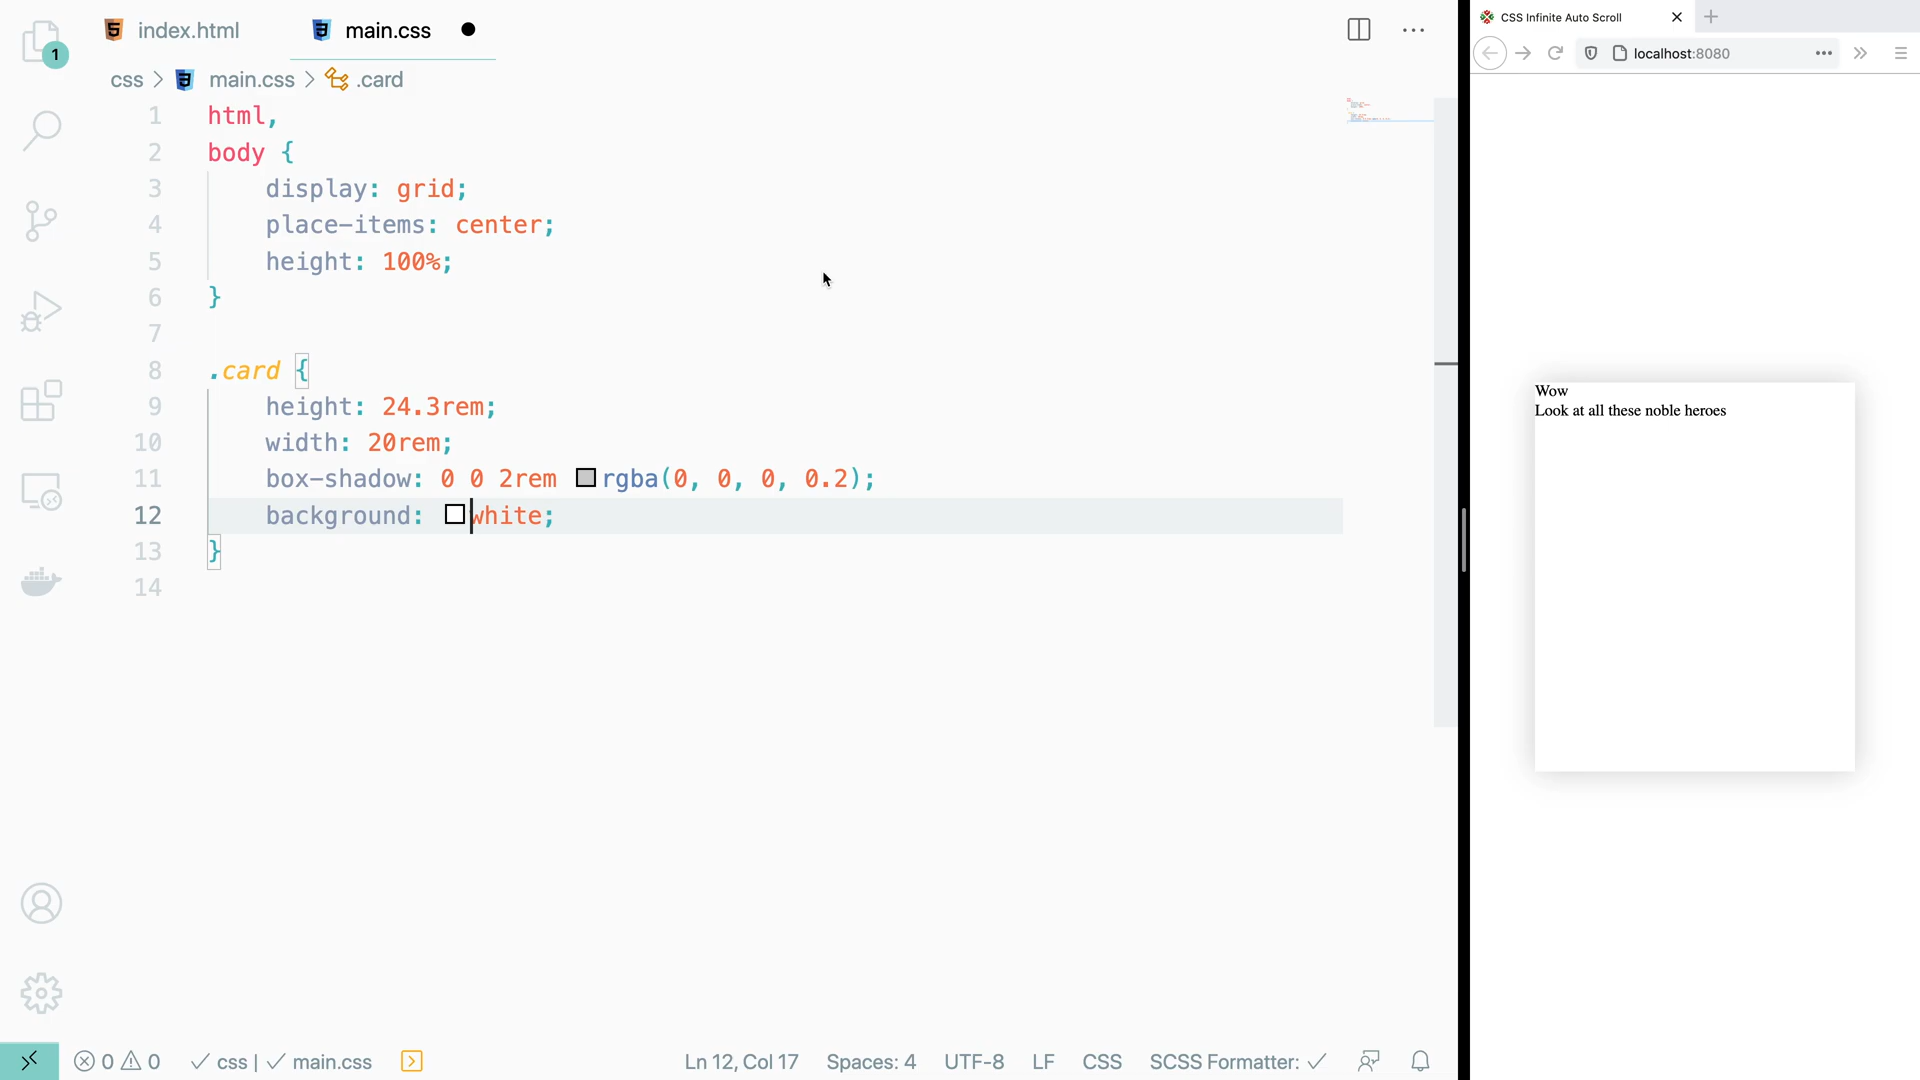 index.html main.css
css > main.css > .card
1 html,
2 body {
3 display: grid;
4 place-items: center;
5 height: 100%;
6 }
7
8 .card {
9 height: 24.3rem;
10 width: 20rem;
11 box-shadow: 0 0 2rem rgba(0, 0, 0, 0.2);
12 background: white;
13 }
14
1
0 0 css | main.css Ln 12, Col 17 Spaces: 4 UTF-8 LF CSS SCSS Formatter:
CSS Infinite Auto Scroll
localhost:8080
Wow
Look at all these noble heroes